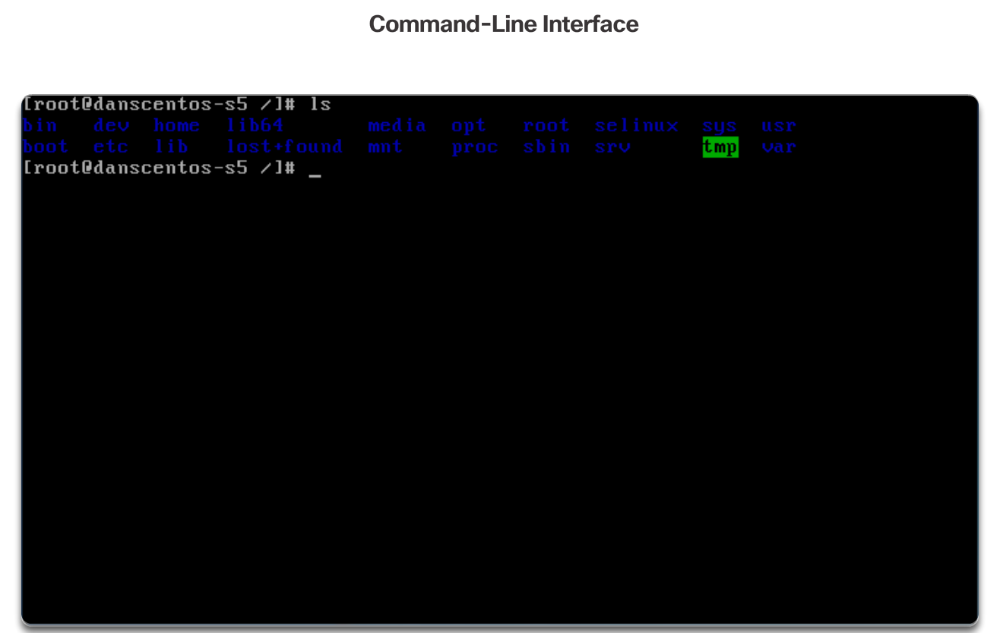 Command-Line Interface
[root@danscentos-s5 /]# ls
bin   dev  home  lib64       media  opt   root  selinux  sys  usr
boot  etc  lib   lost+found  mnt    proc  sbin  srv      tmp  var
[root@danscentos-s5 /]# _